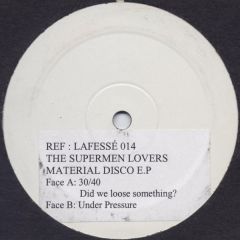 REF : LAFESSÉ 014
THE SUPERMEN LOVERS
MATERIAL DISCO E.P
Face A: 30/40
Did we loose something?
Face B: Under Pressure